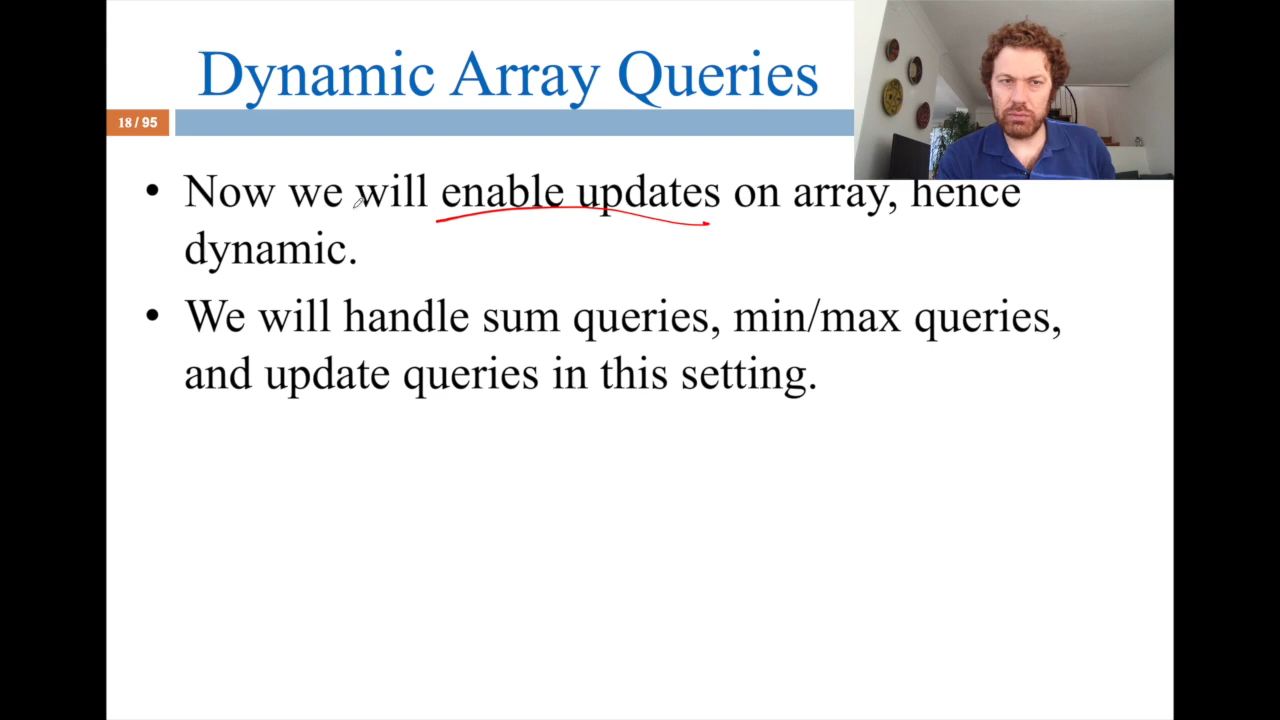 Dynamic Array Queries
18 / 95
• Now we will enable updates on array, hence
dynamic.
• We will handle sum queries, min/max queries,
and update queries in this setting.